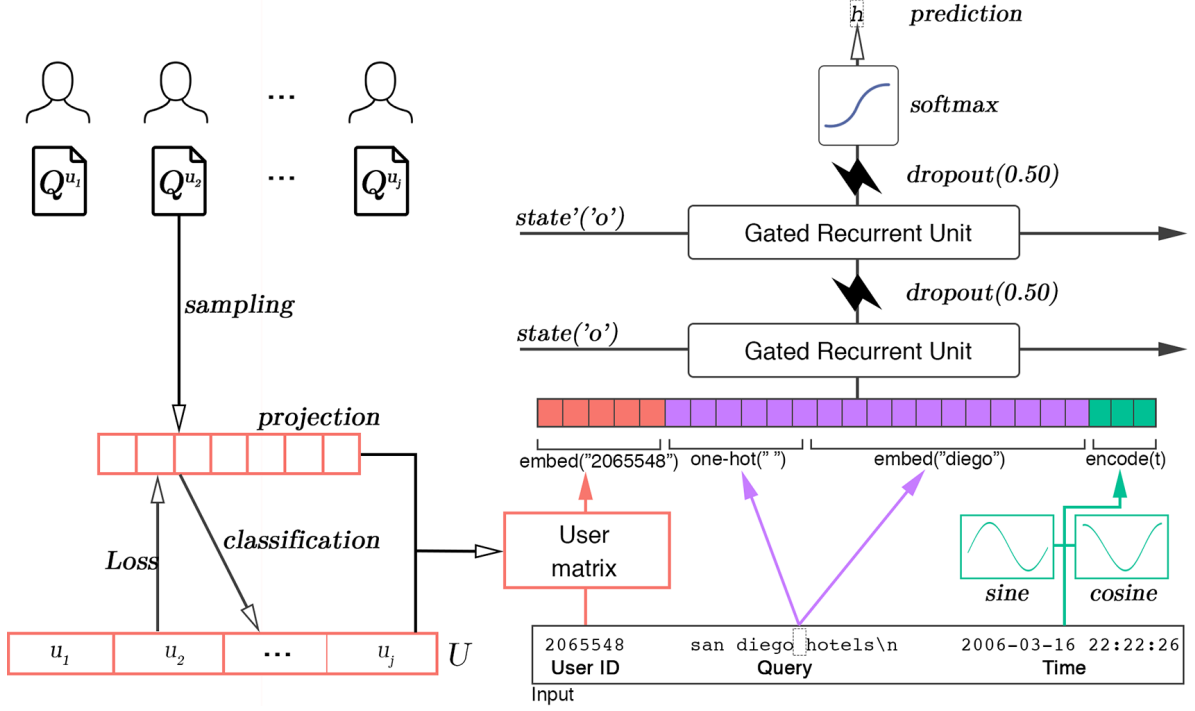 h prediction
softmax
dropout(0.50)
Q^{u_1} Q^{u_2} ... Q^{u_j}
state'('o')
Gated Recurrent Unit
sampling
dropout(0.50)
state('o')
Gated Recurrent Unit
projection
embed("2065548") one-hot(" ") embed("diego") encode(t)
Loss
classification
User
matrix
sine
cosine
u_1 u_2 ... u_j U
2065548 san diego hotels\n 2006-03-16 22:22:26
User ID Query Time
Input